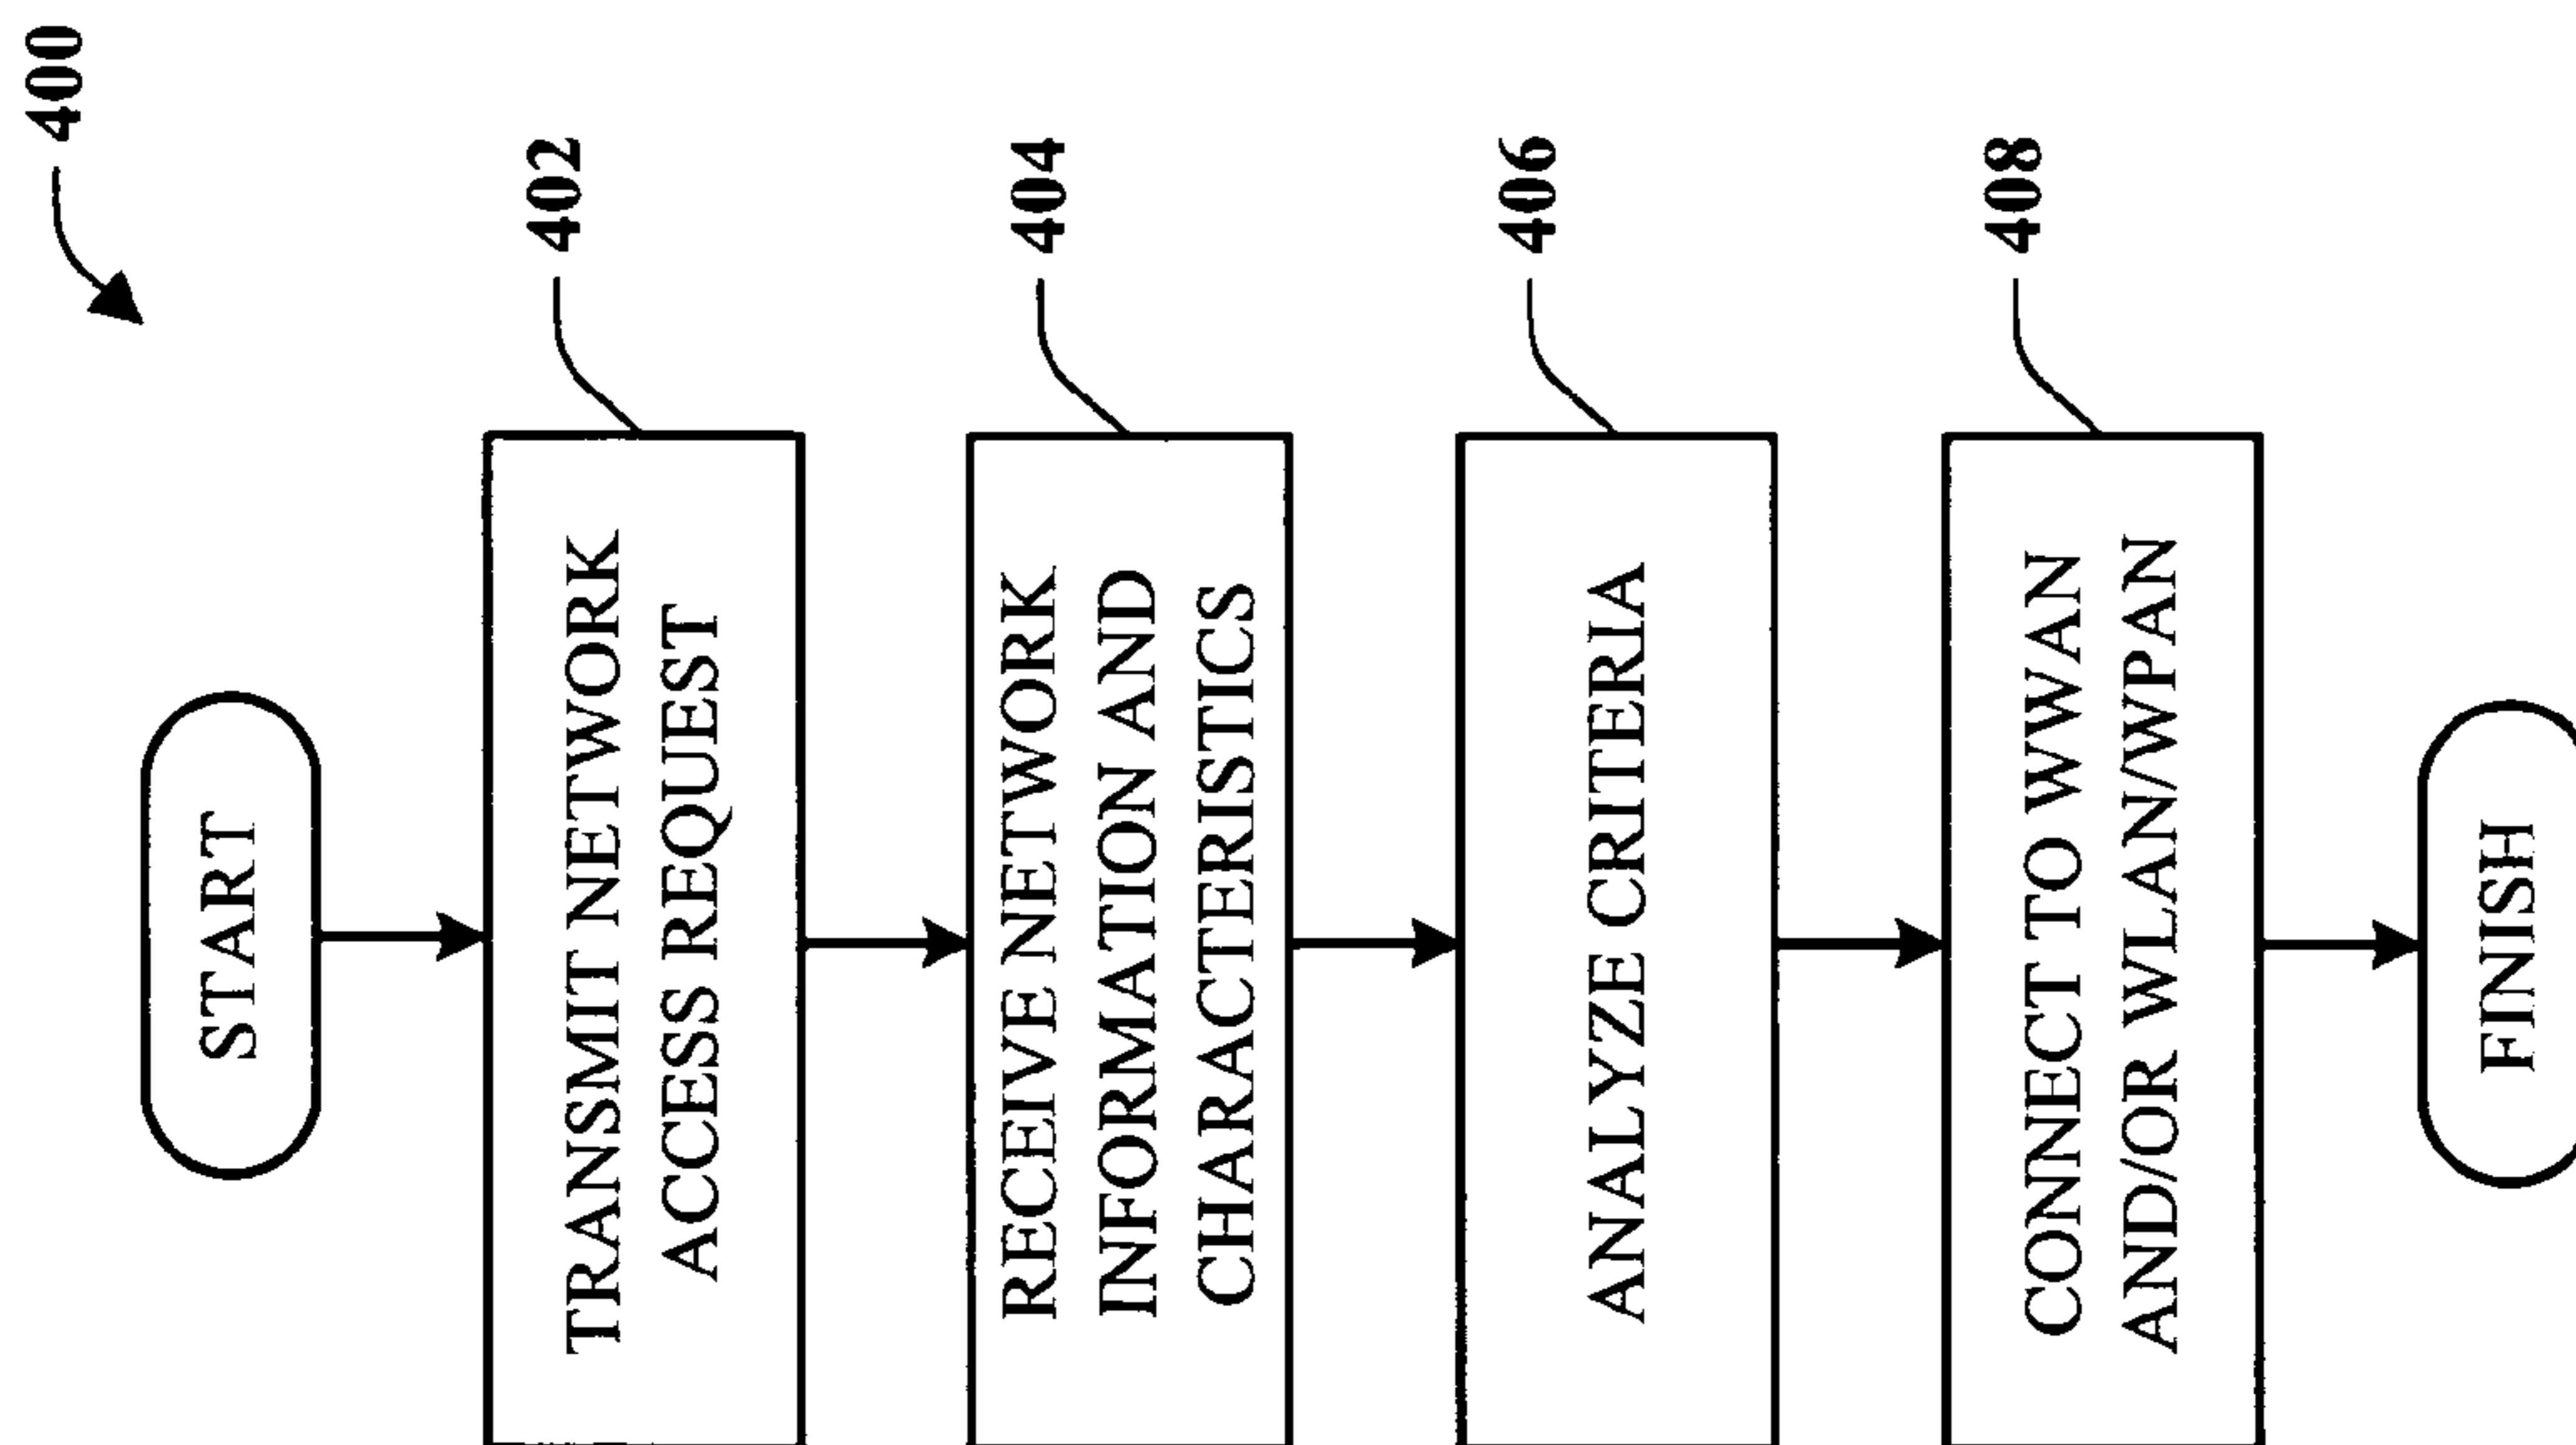 400
START
402
TRANSMIT NETWORK
ACCESS REQUEST
404
RECEIVE NETWORK
INFORMATION AND
CHARACTERISTICS
406
ANALYZE CRITERIA
408
CONNECT TO WWAN
AND/OR WLAN/WPAN
FINISH